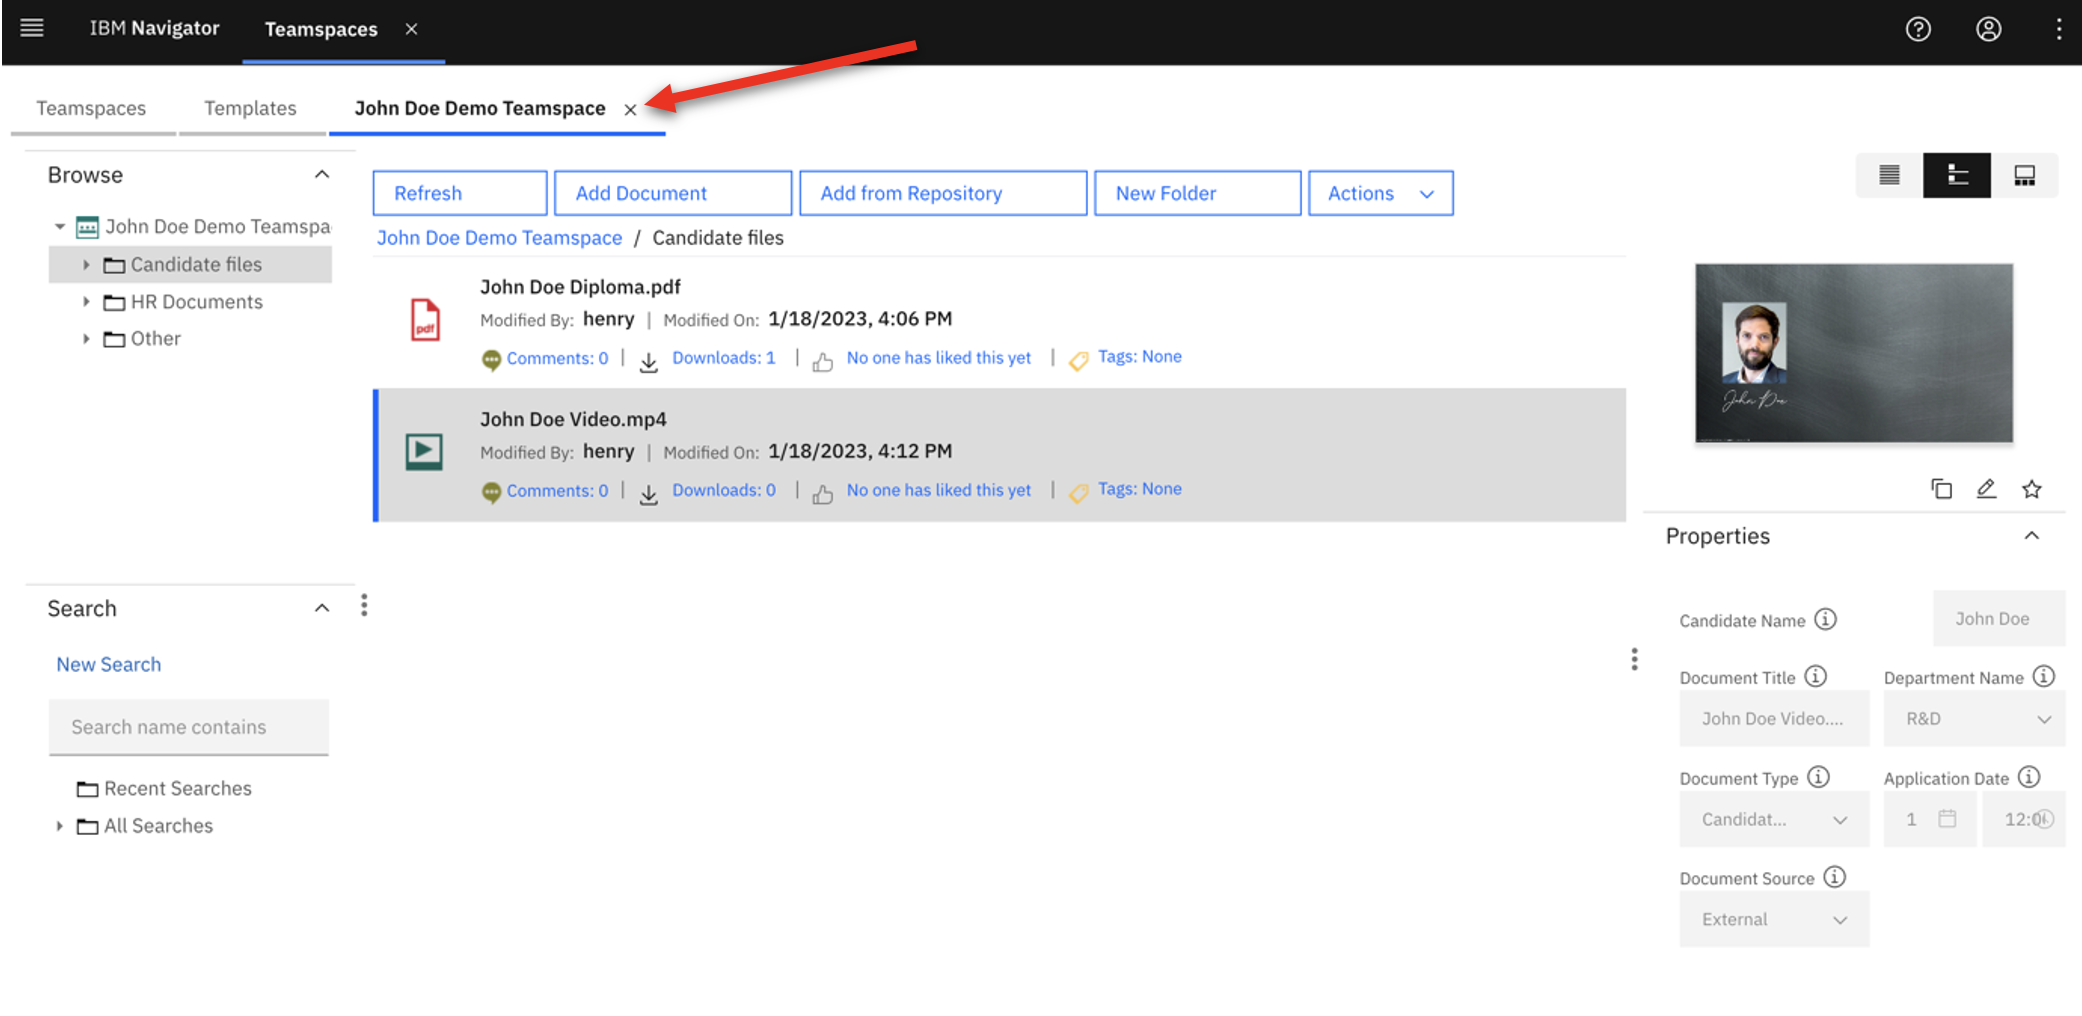 IBM Navigator Teamspaces
Teamspaces Templates John Doe Demo Teamspace
Browse
John Doe Demo Teamspa
Candidate files
HR Documents
Other
Search
New Search
Search name contains
Recent Searches
All Searches
Refresh Add Document Add from Repository New Folder Actions
John Doe Demo Teamspace / Candidate files
pdf
John Doe Diploma.pdf
Modified By: henry | Modified On: 1/18/2023, 4:06 PM
Comments: 0 | Downloads: 1 | No one has liked this yet | Tags: None
John Doe Video.mp4
Modified By: henry | Modified On: 1/18/2023, 4:12 PM
Comments: 0 | Downloads: 0 | No one has liked this yet | Tags: None
John Doe
Properties
Candidate Name John Doe
Document Title Department Name
John Doe Video.... R&D
Document Type Application Date
Candidat... 1 12:0
Document Source
External